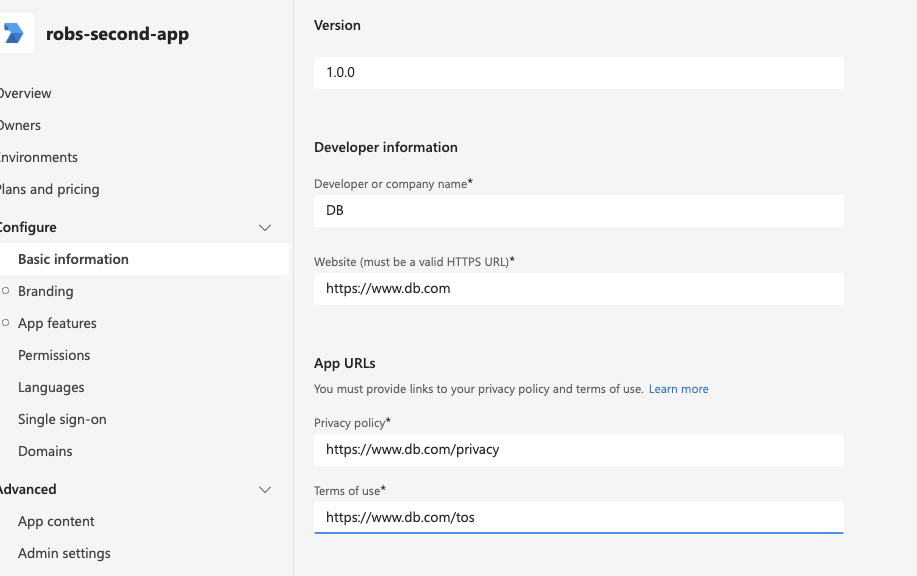 robs-second-app
Overview
Owners
Environments
Plans and pricing
Configure
Basic information
Branding
App features
Permissions
Languages
Single sign-on
Domains
Advanced
App content
Admin settings
Version
1.0.0
Developer information
Developer or company name*
DB
Website (must be a valid HTTPS URL)*
https://www.db.com
App URLs
You must provide links to your privacy policy and terms of use. Learn more
Privacy policy*
https://www.db.com/privacy
Terms of use*
https://www.db.com/tos